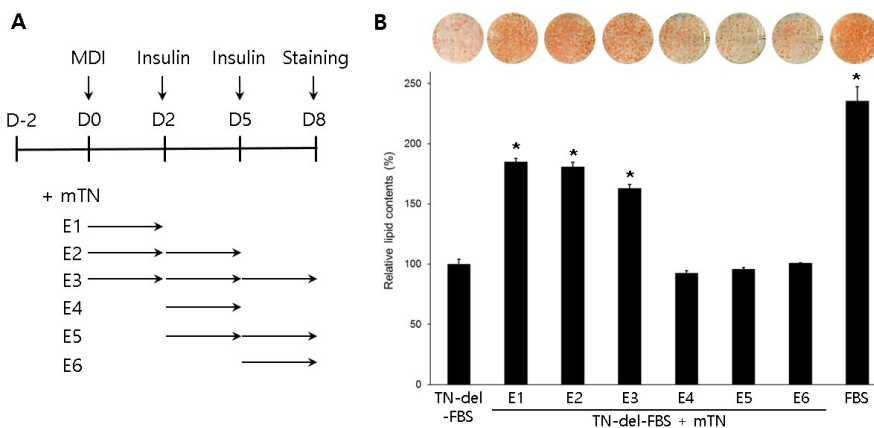 A
MDI Insulin Insulin Staining
D-2 D0 D2 D5 D8
+ mTN
E1
E2
E3
E4
E5
E6
B
*
* * *
Relative lipid contents (%)
250
200
150
100
50
0
TN-del
-FBS
E1 E2 E3 E4 E5 E6 FBS
TN-del-FBS + mTN